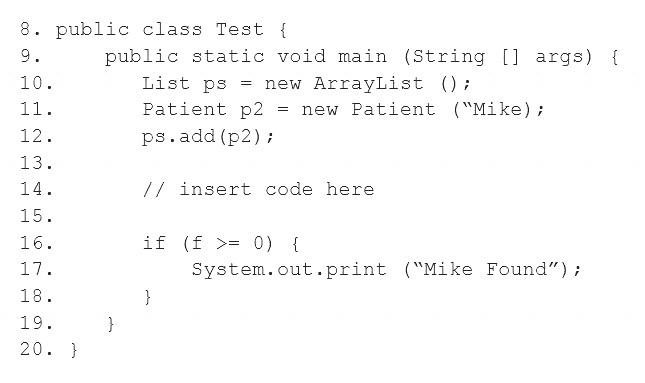 8. public class Test {
9. public static void main (String [] args) {
10. List ps = new ArrayList ();
11. Patient p2 = new Patient (“Mike);
12. ps.add(p2);
13.
14. // insert code here
15.
16. if (f >= 0) {
17. System.out.print (“Mike Found”);
18. }
19. }
20. }